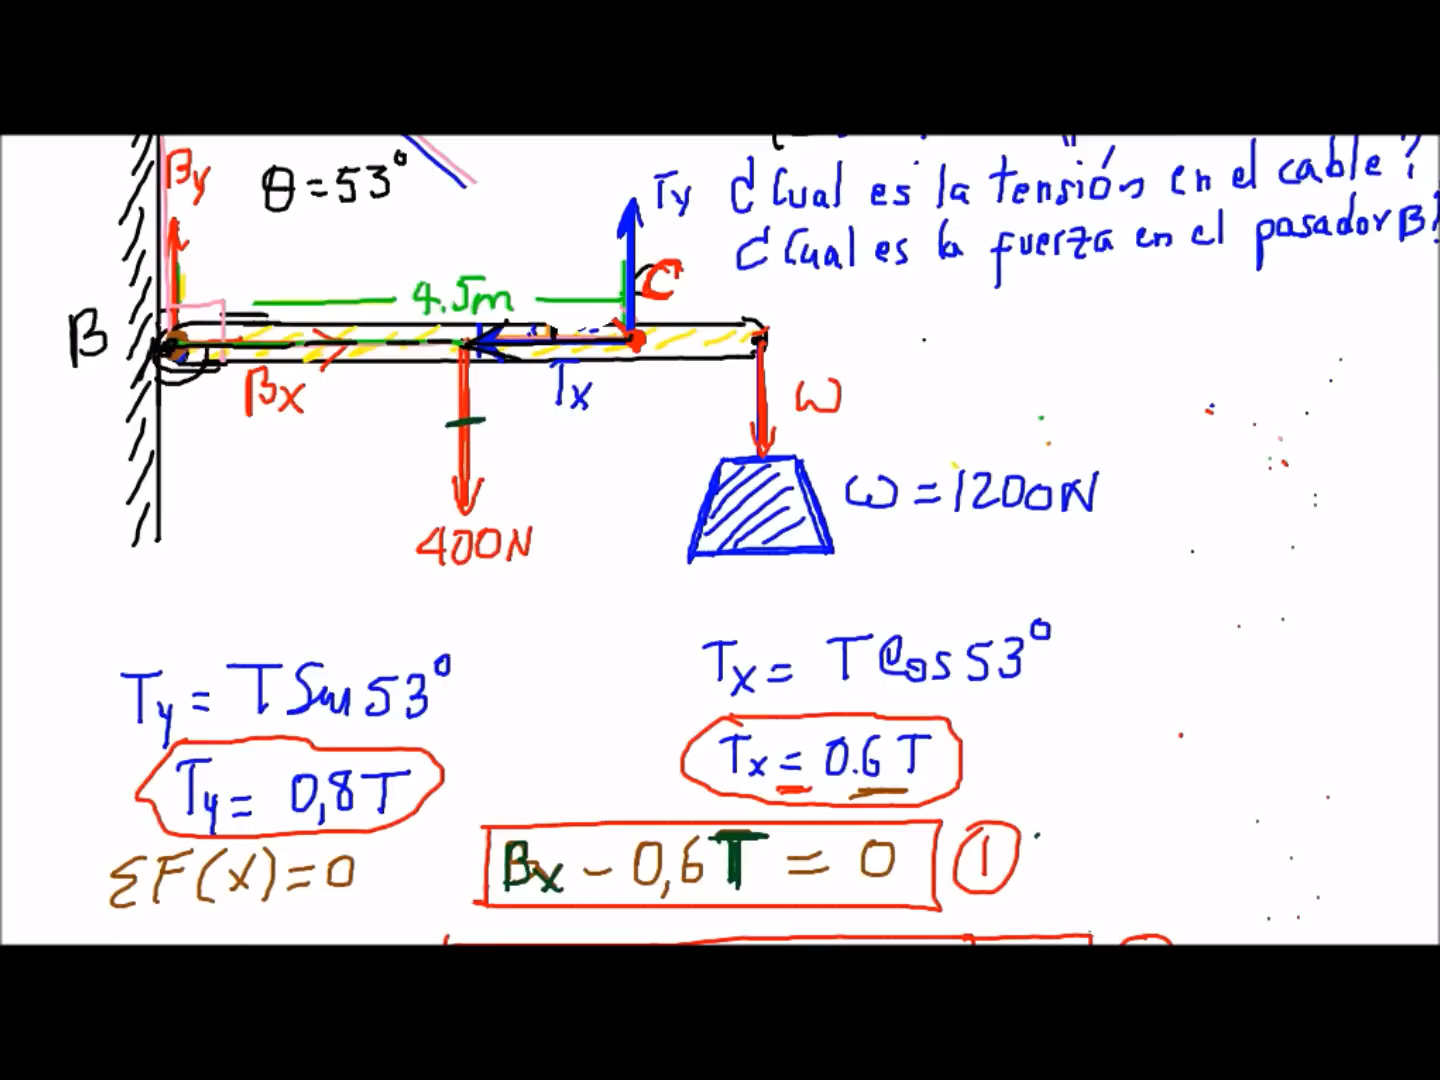 By
θ = 53°
Ty
¿Cual es la tensión en el cable?
¿Cual es la fuerza en el pasador B?
C
4.5m
B
Bx
Tx
ω
ω = 1200N
400N
Ty = T Sen 53°
Tx = T Cos 53°
Ty = 0,8T
Tx = 0.6T
ΣF(x) = 0
Bx - 0,6T = 0
1